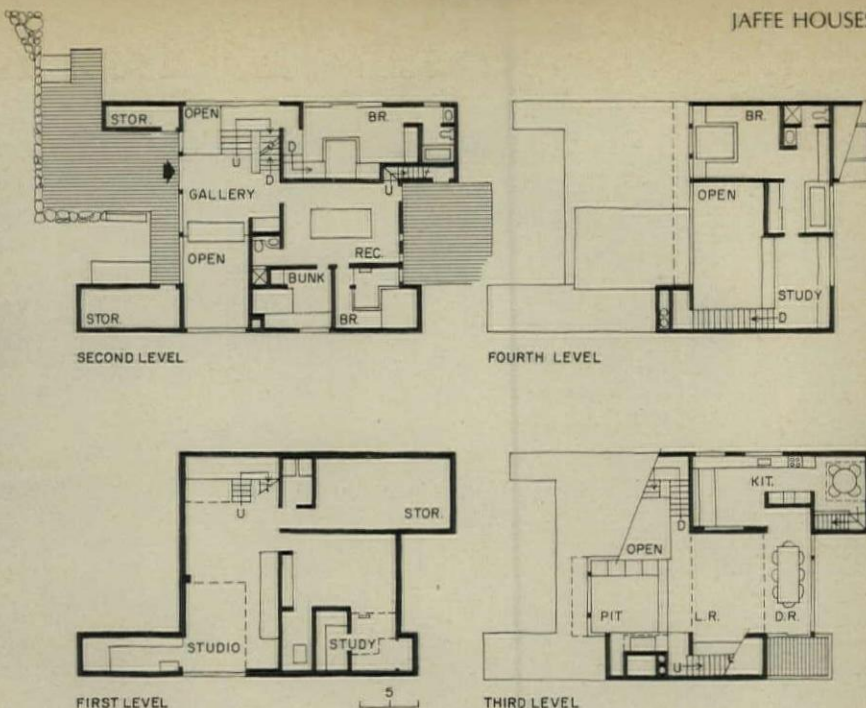 JAFFE HOUSES
STOR.
OPEN
U
D
D
BR.
U
GALLERY
OPEN
REC.
BUNK
STOR.
BR.
SECOND LEVEL
BR.
OPEN
STUDY
D
FOURTH LEVEL
U
STOR.
STUDIO
STUDY
FIRST LEVEL
5
KIT.
D
OPEN
PIT
L.R.
D.R.
U
THIRD LEVEL